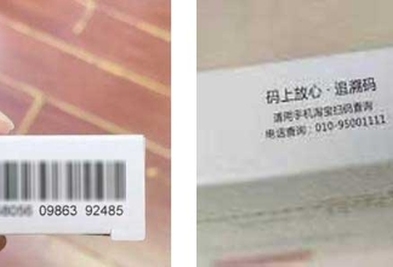 09863 92485
码上放心 · 追溯码
请用手机淘宝扫码查询
电话查询：010-95001111